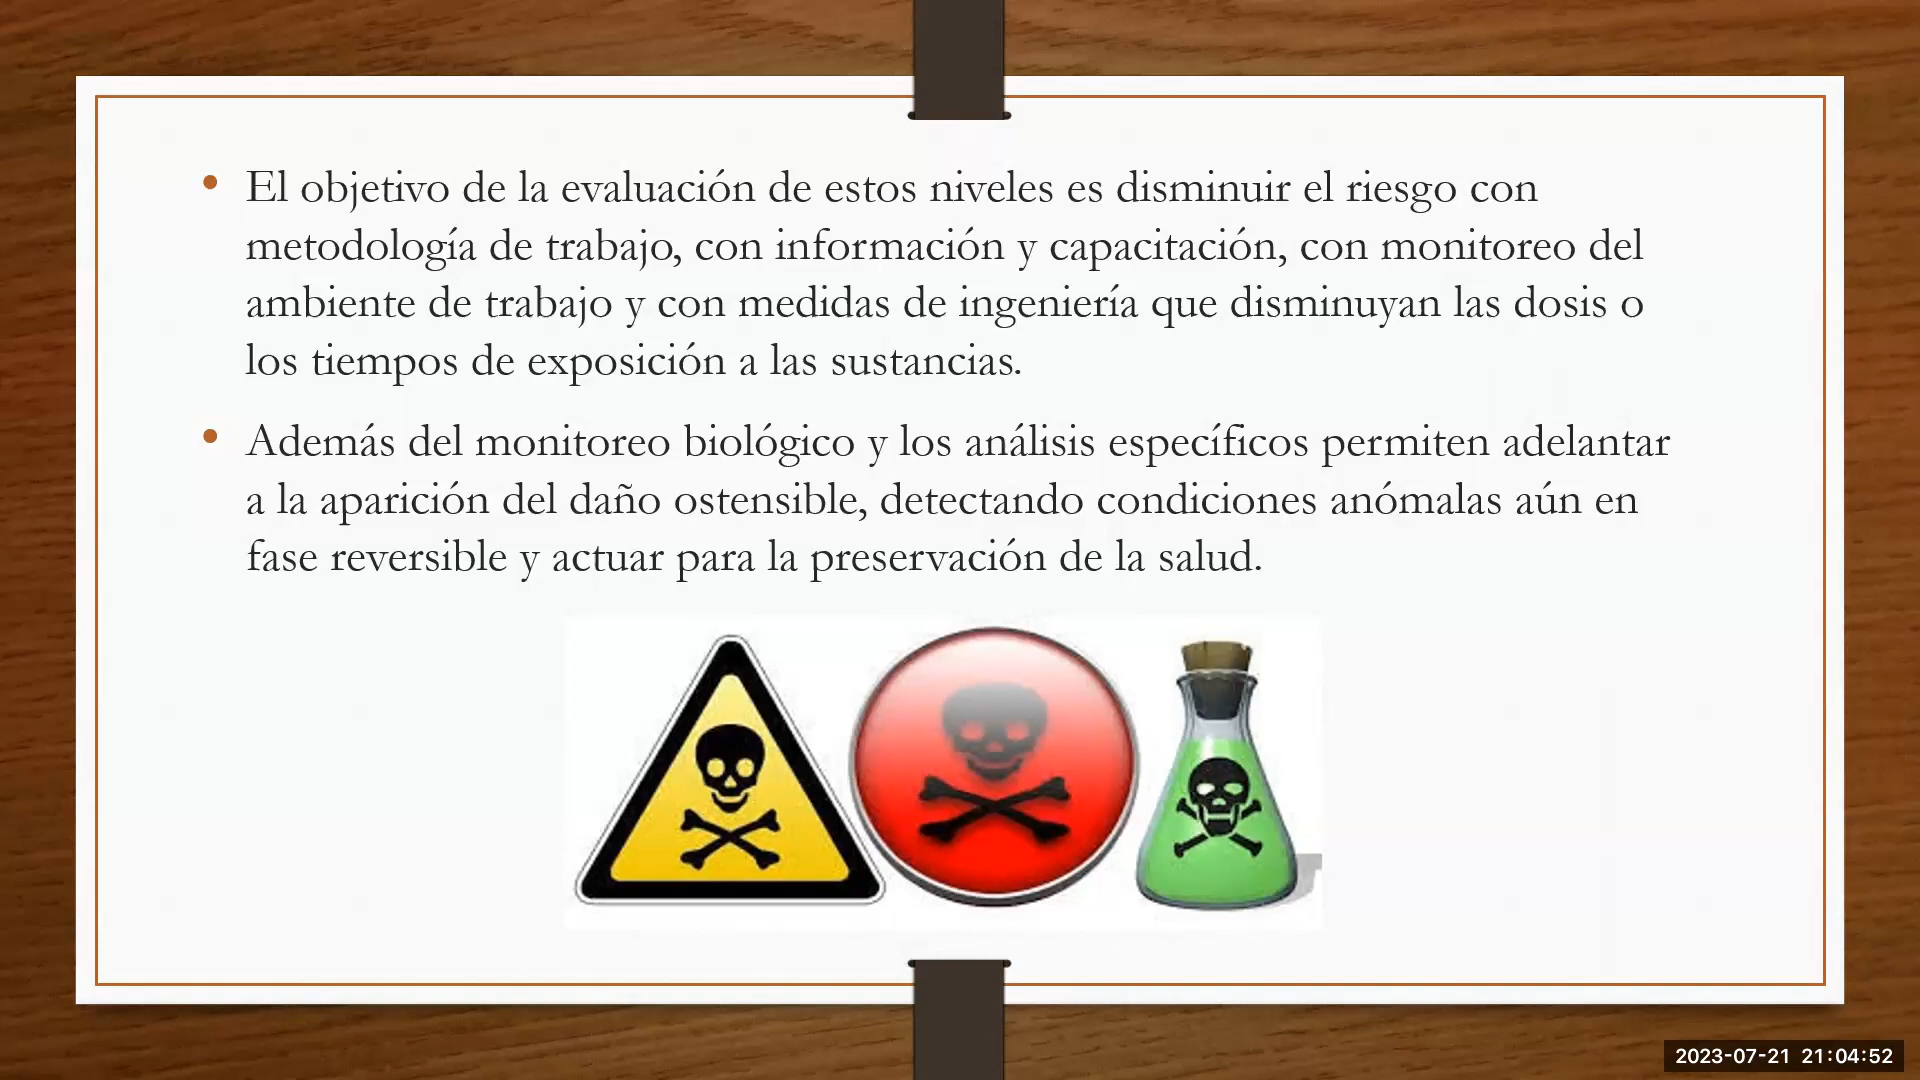 • El objetivo de la evaluación de estos niveles es disminuir el riesgo con
metodología de trabajo, con información y capacitación, con monitoreo del
ambiente de trabajo y con medidas de ingeniería que disminuyan las dosis o
los tiempos de exposición a las sustancias.
• Además del monitoreo biológico y los análisis específicos permiten adelantar
a la aparición del daño ostensible, detectando condiciones anómalas aún en
fase reversible y actuar para la preservación de la salud.
2023-07-21 21:04:52